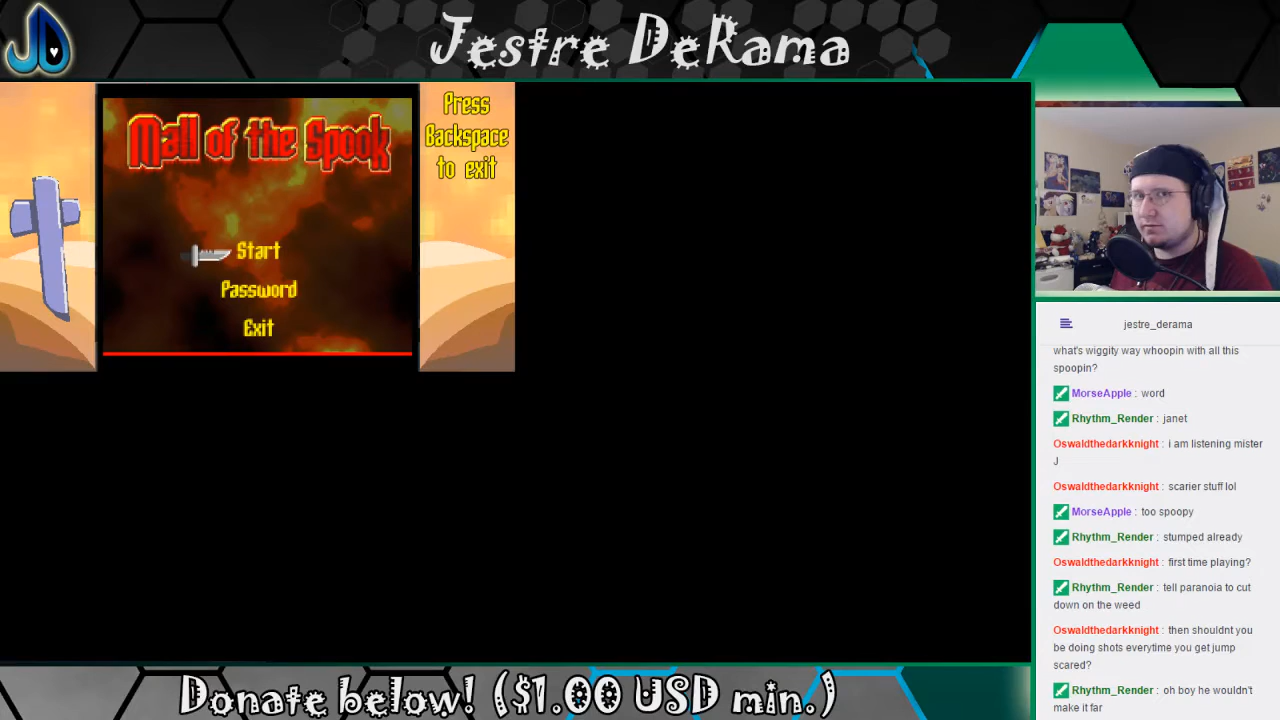 JD
Jestre DeRama
Press
Backspace
to exit
Mall of the Spook
Start
Password
Exit
jestre_derama
what's wiggity way whoopin with all this
spoopin?
MorseApple : word
Rhythm_Render : janet
Oswaldthedarkknight : i am listening mister
J
Oswaldthedarkknight : scarier stuff lol
MorseApple : too spoopy
Rhythm_Render : stumped already
Oswaldthedarkknight : first time playing?
Rhythm_Render : tell paranoia to cut
down on the weed
Oswaldthedarkknight : then shouldnt you
be doing shots everytime you get jump
scared?
Rhythm_Render : oh boy he wouldn't
make it far
Donate below! ($1.00 USD min.)